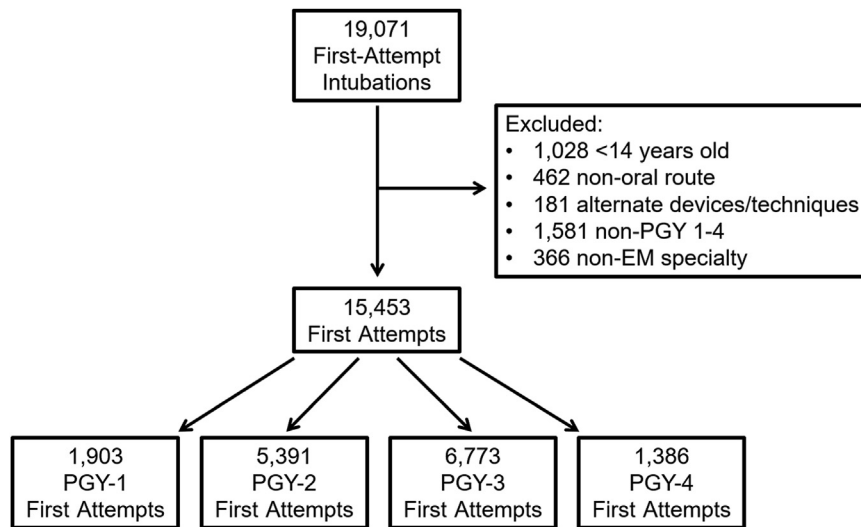 19,071
First-Attempt
Intubations
Excluded:
• 1,028 <14 years old
• 462 non-oral route
• 181 alternate devices/techniques
• 1,581 non-PGY 1-4
• 366 non-EM specialty
15,453
First Attempts
1,903
PGY-1
First Attempts
5,391
PGY-2
First Attempts
6,773
PGY-3
First Attempts
1,386
PGY-4
First Attempts